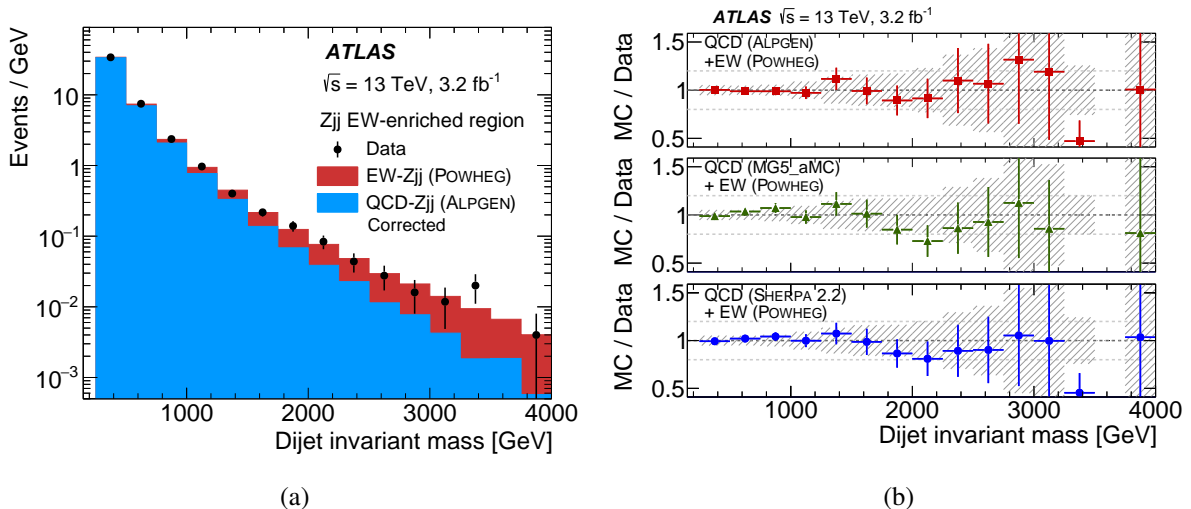 ATLAS
√s = 13 TeV, 3.2 fb⁻¹
Zjj EW-enriched region
Data
EW-Zjj (POWHEG)
QCD-Zjj (ALPGEN)
Corrected
Events / GeV
10
1
10⁻¹
10⁻²
10⁻³
1000 2000 3000 4000
Dijet invariant mass [GeV]
(a)
ATLAS √s = 13 TeV, 3.2 fb⁻¹
MC / Data
1.5
1
0.5
QCD (ALPGEN)
+EW (POWHEG)
MC / Data
1.5
1
0.5
QCD (MG5_aMC)
+ EW (POWHEG)
MC / Data
1.5
1
0.5
QCD (SHERPA 2.2)
+ EW (POWHEG)
1000 2000 3000 4000
Dijet invariant mass [GeV]
(b)